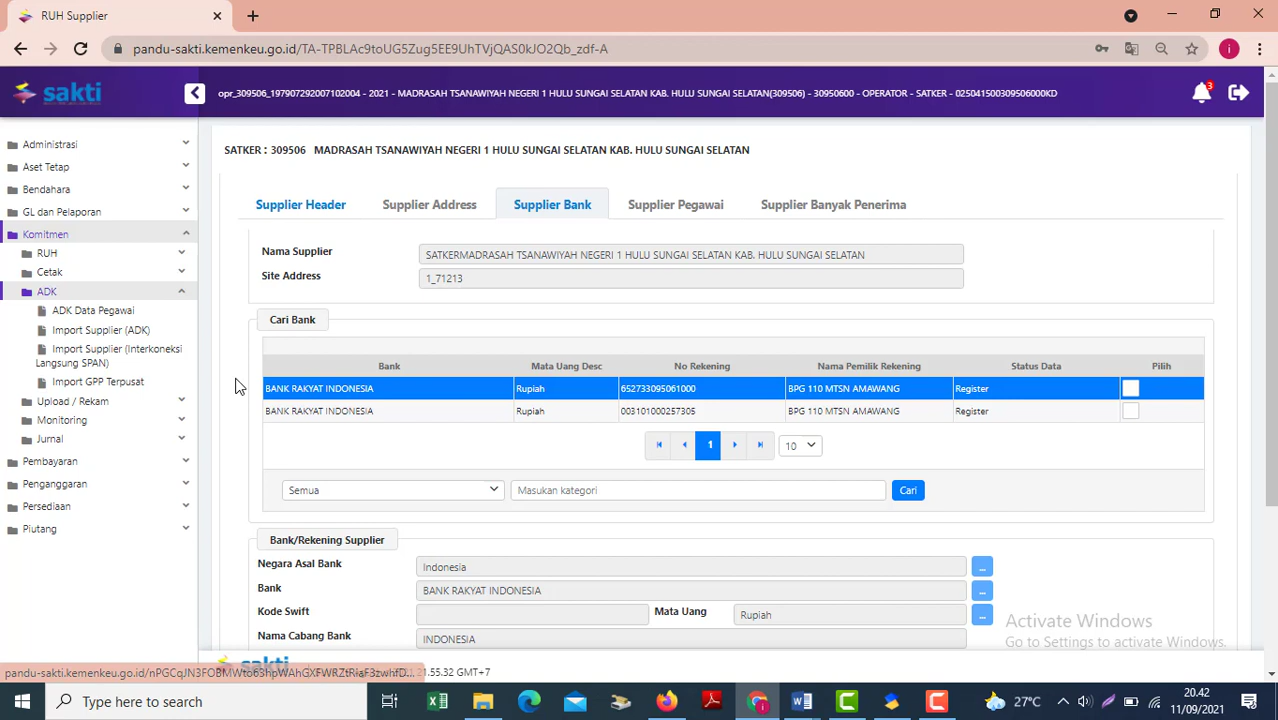 RUH Supplier
pandu-sakti.kemenkeu.go.id/TA-TPBLAc9toUG5Zug5EE9UhTVjQAS0kJO2Qb_zdf-A
i
sakti
opr_309506_197907292007102004 - 2021 - MADRASAH TSANAWIYAH NEGERI 1 HULU SUNGAI SELATAN KAB. HULU SUNGAI SELATAN(309506) - 30950600 - OPERATOR - SATKER - 025041500309506000KD
3
Administrasi
Aset Tetap
Bendahara
GL dan Pelaporan
Komitmen
RUH
Cetak
ADK
ADK Data Pegawai
Import Supplier (ADK)
Import Supplier (Interkoneksi
Langsung SPAN)
Import GPP Terpusat
Upload / Rekam
Monitoring
Jurnal
Pembayaran
Penganggaran
Persediaan
Piutang
SATKER : 309506 MADRASAH TSANAWIYAH NEGERI 1 HULU SUNGAI SELATAN KAB. HULU SUNGAI SELATAN
Supplier Header Supplier Address Supplier Bank Supplier Pegawai Supplier Banyak Penerima
Nama Supplier SATKERMADRASAH TSANAWIYAH NEGERI 1 HULU SUNGAI SELATAN KAB. HULU SUNGAI SELATAN
Site Address 1_71213
Cari Bank
Bank Mata Uang Desc No Rekening Nama Pemilik Rekening Status Data Pilih
BANK RAKYAT INDONESIA Rupiah 652733095061000 BPG 110 MTSN AMAWANG Register
BANK RAKYAT INDONESIA Rupiah 003101000257305 BPG 110 MTSN AMAWANG Register
1 10
Semua Masukan kategori Cari
Bank/Rekening Supplier
Negara Asal Bank Indonesia ...
Bank BANK RAKYAT INDONESIA ...
Kode Swift Mata Uang Rupiah ...
Nama Cabang Bank INDONESIA
Activate Windows
Go to Settings to activate Windows.
sakti
.55.32 GMT+7
Type here to search
27°C
20.42
11/09/2021